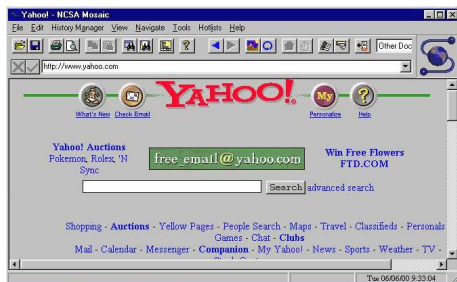 Yahoo! - NCSA Mosaic
File Edit History Manager View Navigate Tools Hotlists Help
Other Doc
http://www.yahoo.com
YAHOO!
My
What's New Check Email Personalize Help
Yahoo! Auctions
Pokemon, Rolex, 'N
Sync
free_email@yahoo.com
Win Free Flowers
FTD.COM
Search advanced search
Shopping - Auctions - Yellow Pages - People Search - Maps - Travel - Classifieds - Personals
Games - Chat - Clubs
Mail - Calendar - Messenger - Companion - My Yahoo! - News - Sports - Weather - TV -
Tue 06/06/00 9:33:04